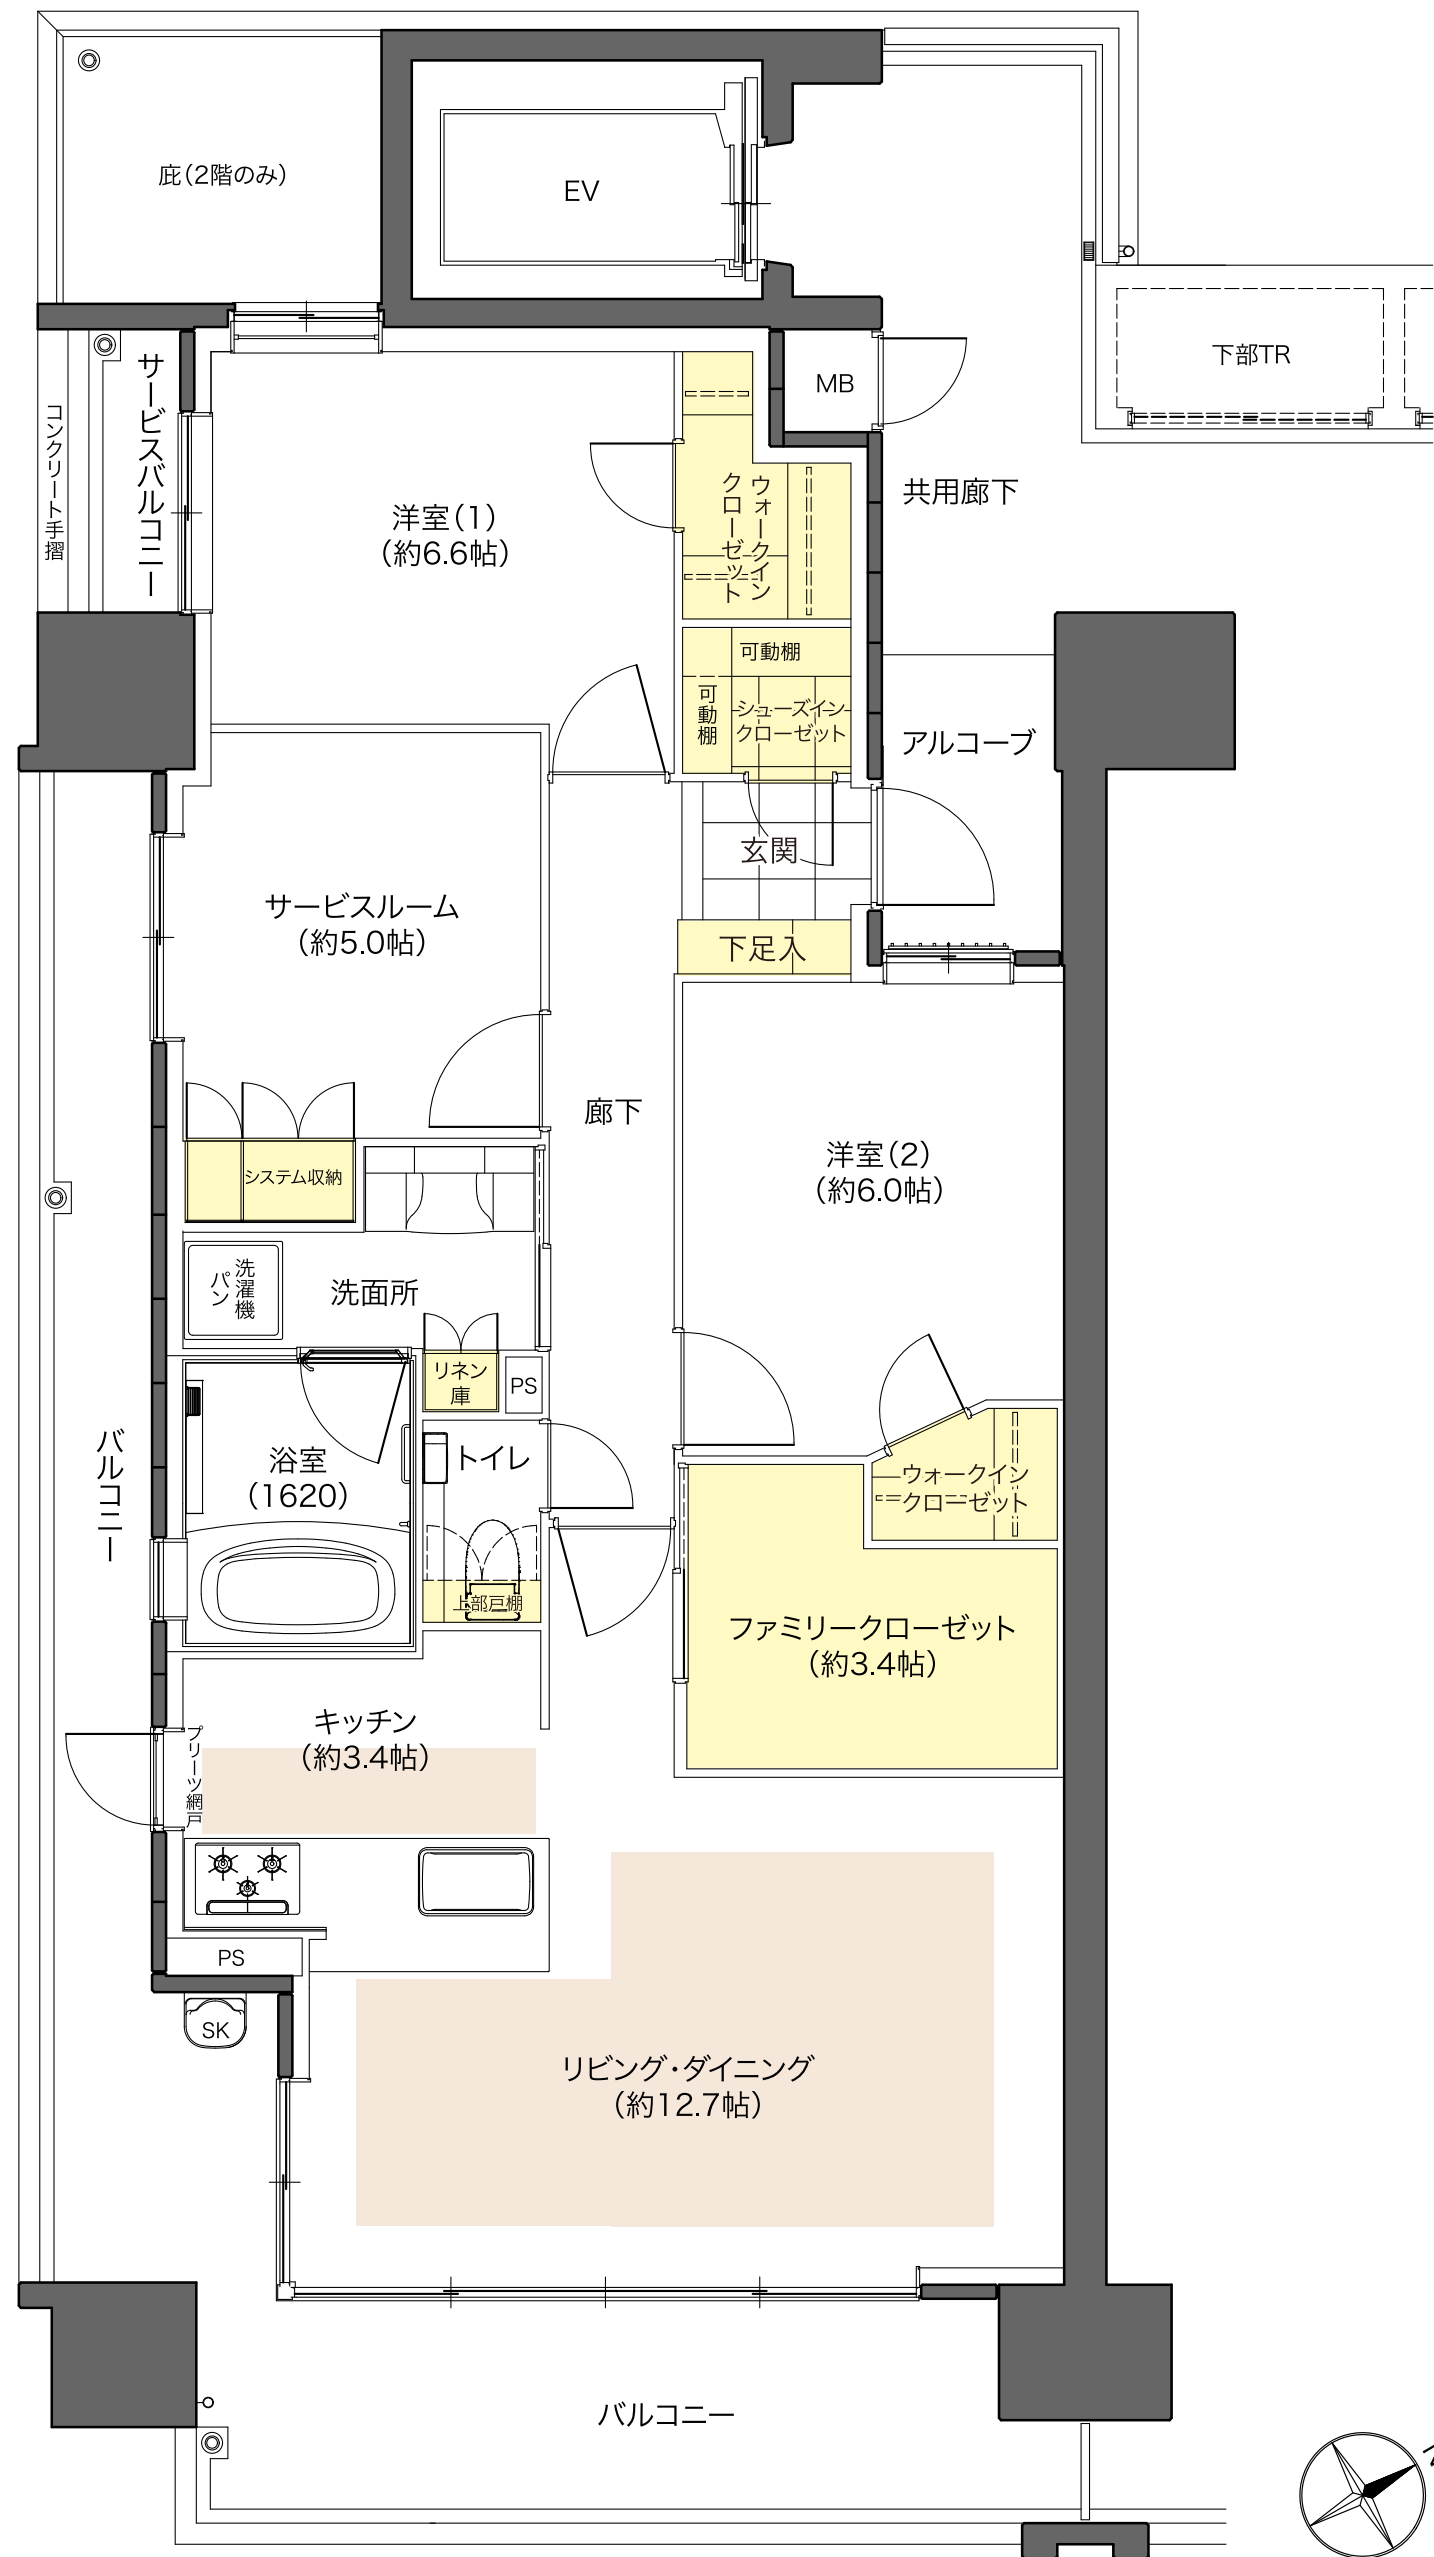 庇（2階のみ）
EV
サービスバルコニー
コンクリート手摺
MB
下部TR
共用廊下
洋室（1）
（約6.6帖）
ウォークイン
クローゼット
可動棚
可動棚
シューズイン
クローゼット
アルコーブ
玄関
下足入
サービスルーム
（約5.0帖）
廊下
システム収納
洋室（2）
（約6.0帖）
洗濯機
パン
洗面所
リネン
庫
PS
バルコニー
浴室
（1620）
トイレ
上部戸棚
ウォークイン
クローゼット
ファミリークローゼット
（約3.4帖）
キッチン
（約3.4帖）
プリーツ網戸
PS
SK
リビング・ダイニング
（約12.7帖）
バルコニー